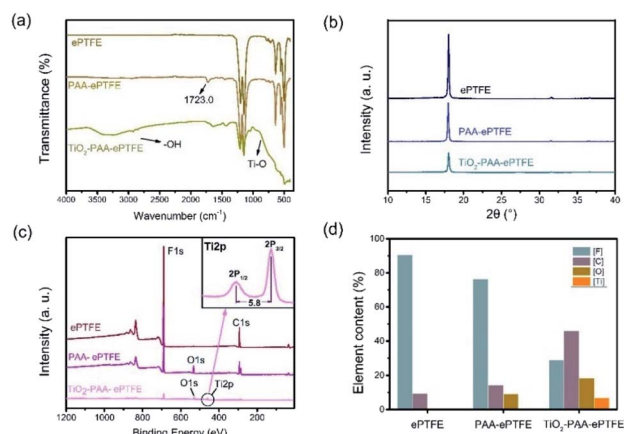 (a)
Transmittance (%)
ePTFE
PAA-ePTFE
1723.0
TiO₂-PAA-ePTFE
-OH
Ti-O
4000 3500 3000 2500 2000 1500 1000 500
Wavenumber (cm⁻¹)
(b)
Intensity (a. u.)
ePTFE
PAA-ePTFE
TiO₂-PAA-ePTFE
10 15 20 25 30 35 40
2θ (°)
(c)
Intensity (a. u.)
F1s
Ti2p
2P₃/₂
2P₁/₂
5.8
ePTFE
C1s
PAA- ePTFE
O1s
TiO₂-PAA- ePTFE
O1s
Ti2p
1200 1000 800 600 400 200 0
Binding Energy (eV)
(d)
Element content (%)
100
80
60
40
20
0
[F]
[C]
[O]
[Ti]
ePTFE PAA-ePTFE TiO₂-PAA-ePTFE